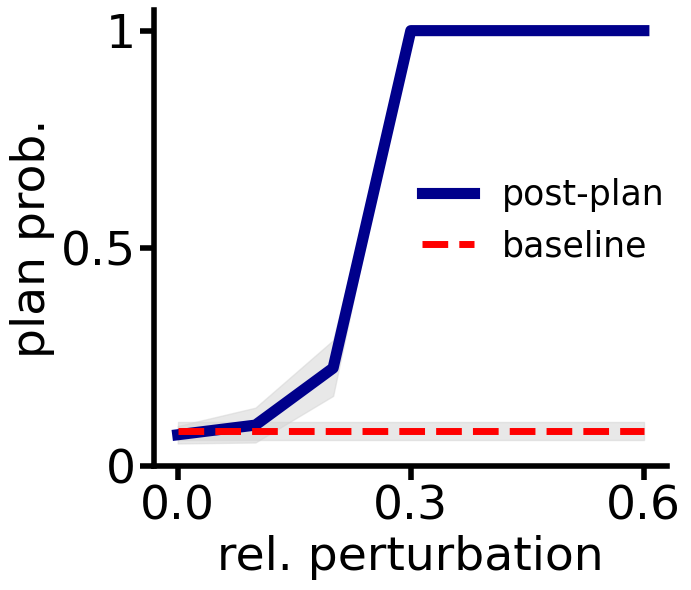 plan prob.
1
0.5
0
post-plan
baseline
0.0 0.3 0.6
rel. perturbation